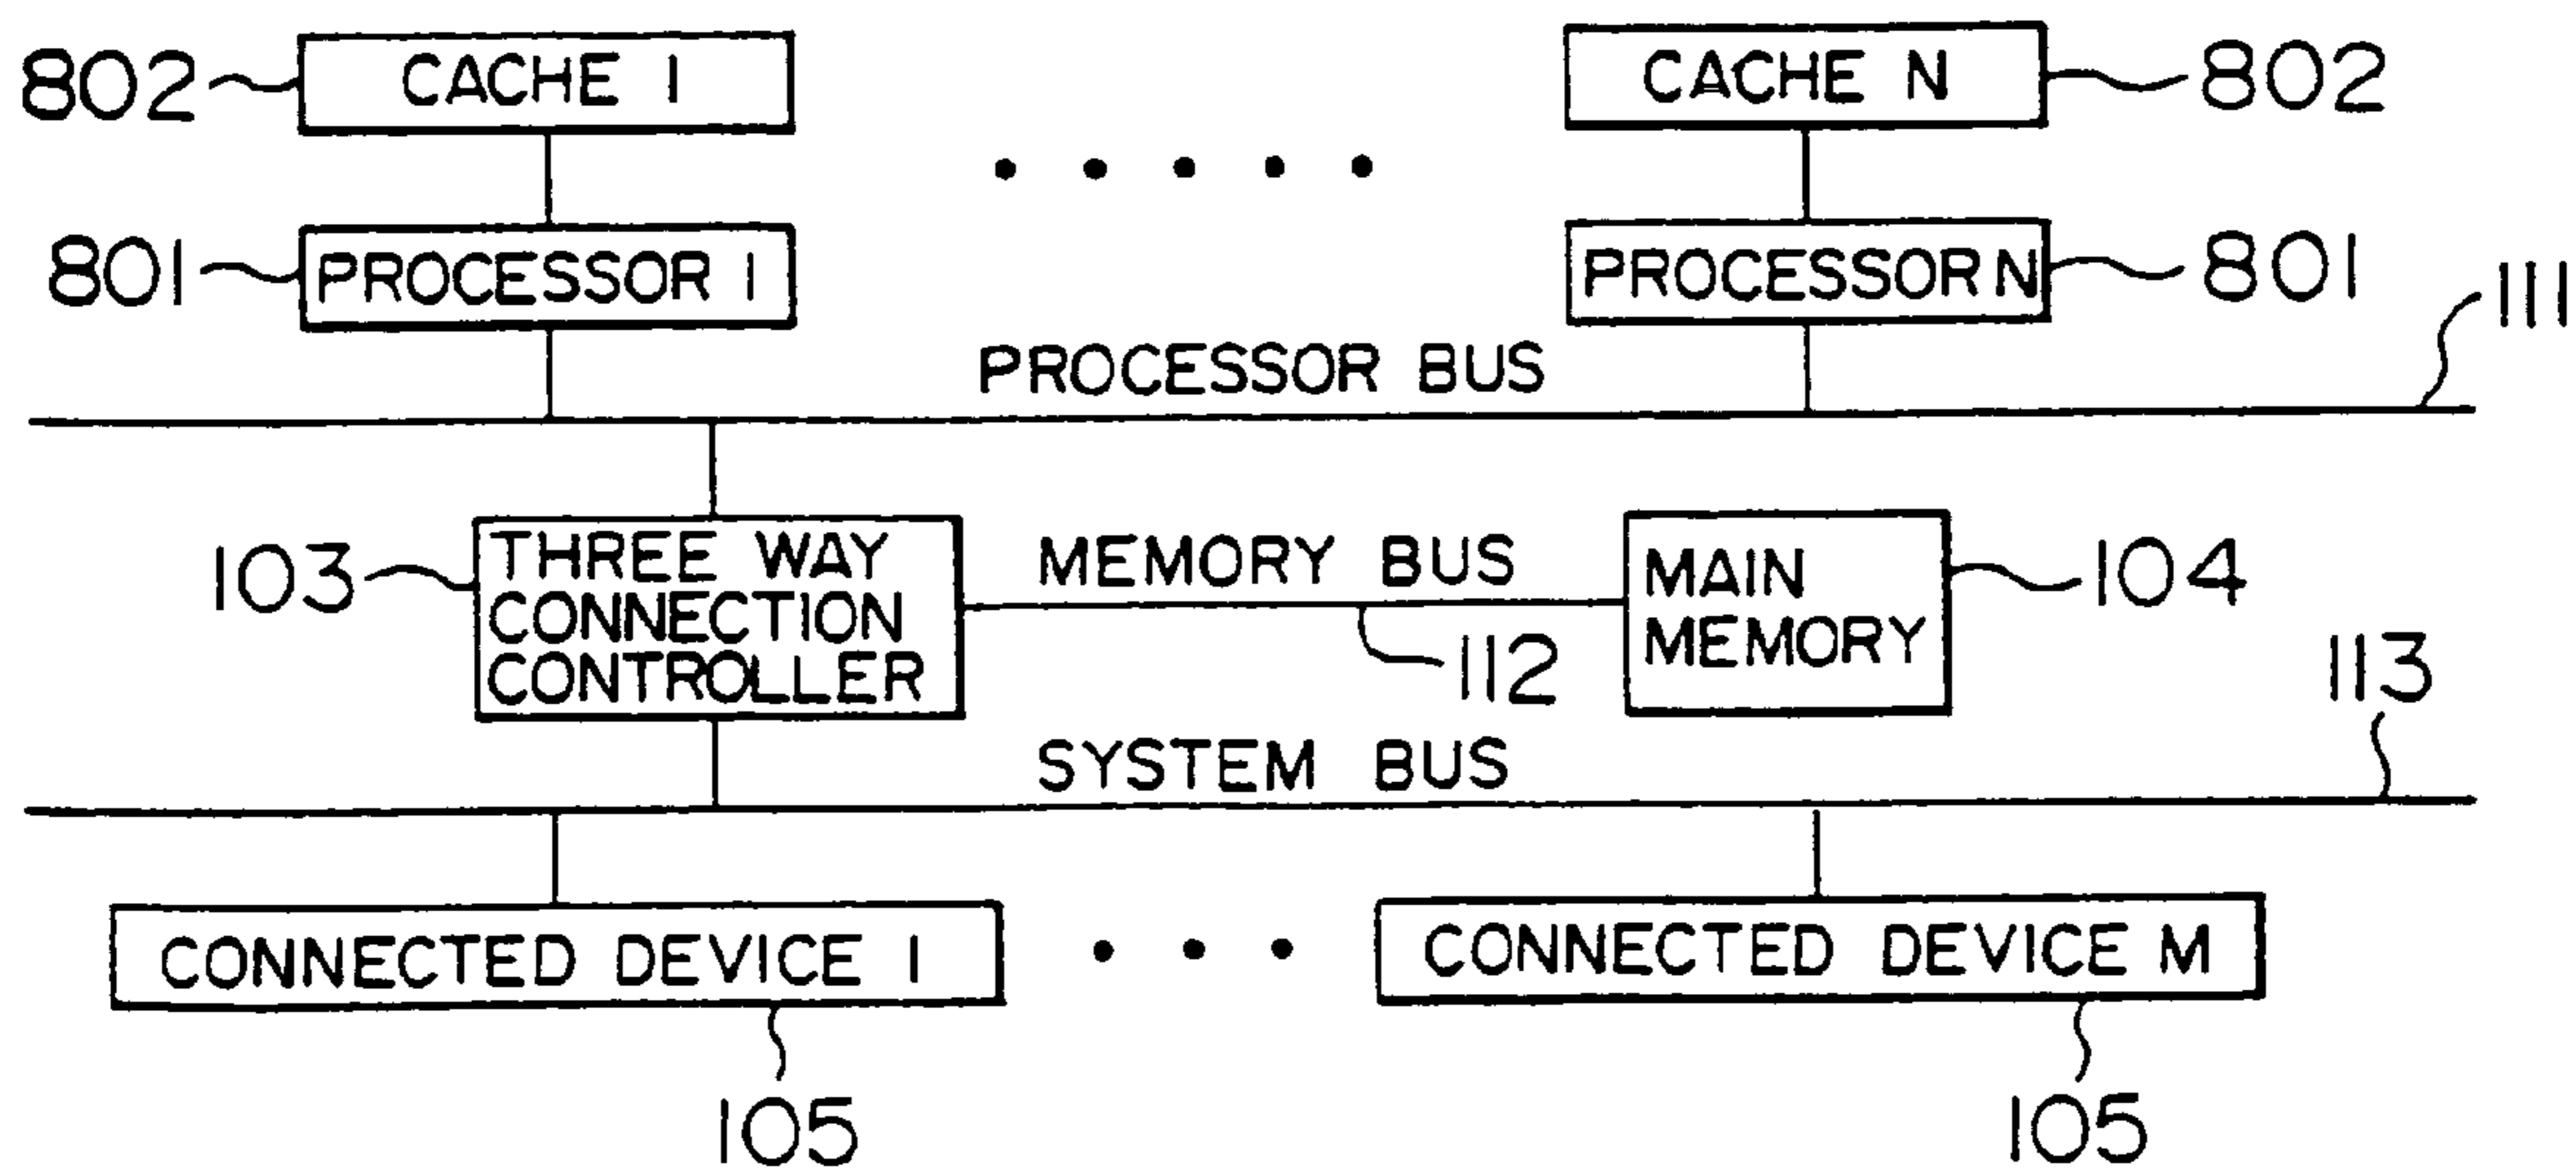 802 CACHE 1 CACHE N 802
801 PROCESSOR 1 PROCESSOR N 801
111
PROCESSOR BUS
103 THREE WAY
CONNECTION
CONTROLLER
MEMORY BUS
112
MAIN
MEMORY
104
113
SYSTEM BUS
CONNECTED DEVICE 1 CONNECTED DEVICE M
105 105